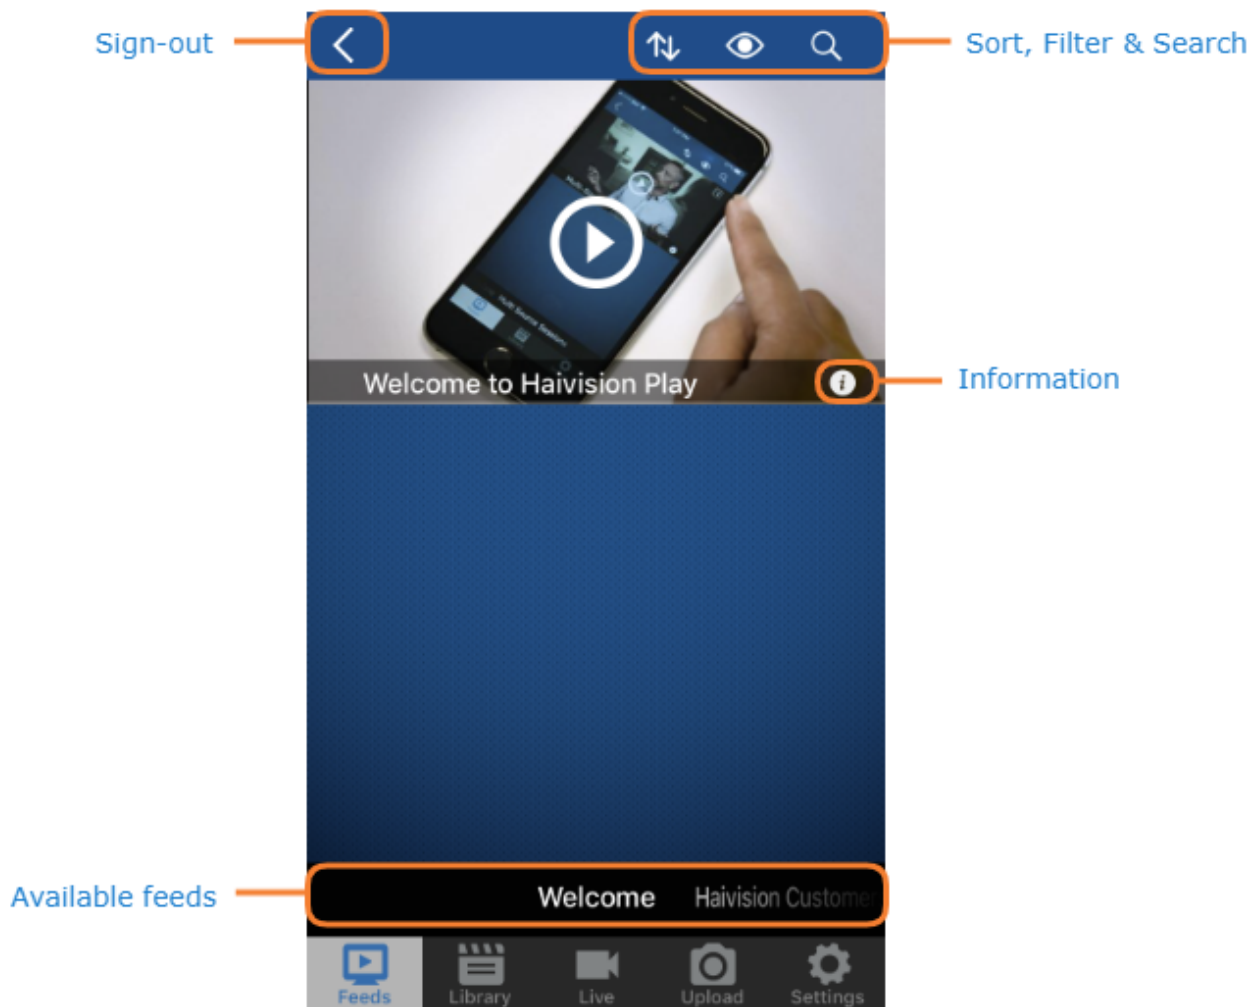 Sign-out
Sort, Filter & Search
Welcome to Haivision Play
Information
Available feeds
Welcome
Haivision Custome
Feeds
Library
Live
Upload
Settings